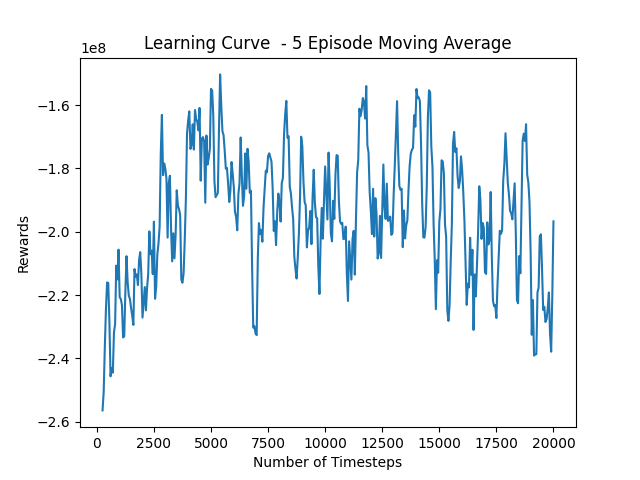 Learning Curve  - 5 Episode Moving Average
1e8
−1.6
−1.8
−2.0
−2.2
−2.4
−2.6
Rewards
0 2500 5000 7500 10000 12500 15000 17500 20000
Number of Timesteps